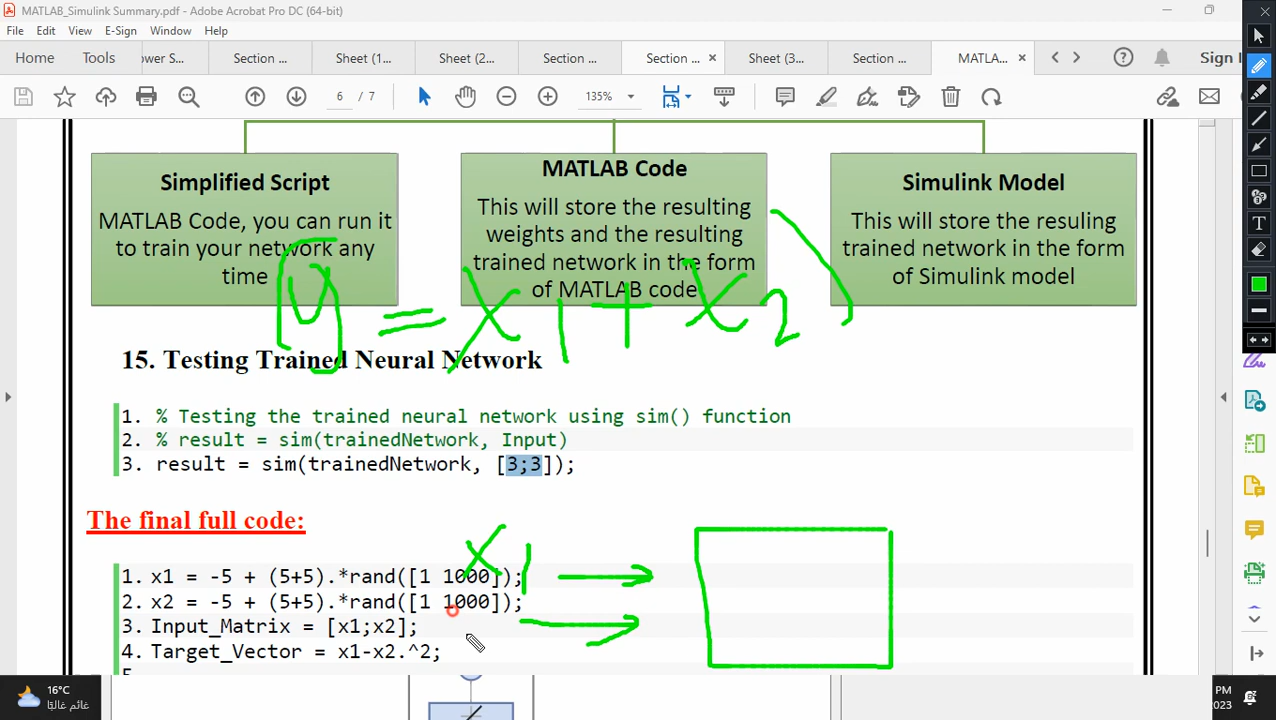 MATLAB_Simulink Summary.pdf - Adobe Acrobat Pro DC (64-bit)
File Edit View E-Sign Window Help
Home Tools ower S... Section ... Sheet (1... Sheet (2... Section ... Section ... Sheet (3... Section ... MATLA... Sign I
6 / 7 135%
Simplified Script
MATLAB Code, you can run it
to train your network any
time
MATLAB Code
This will store the resulting
weights and the resulting
trained network in the form
of MATLAB code
Simulink Model
This will store the resuling
trained network in the form
of Simulink model
y = x1 + x2
15. Testing Trained Neural Network
1. % Testing the trained neural network using sim() function
2. % result = sim(trainedNetwork, Input)
3. result = sim(trainedNetwork, [3;3]);
The final full code:
x1
1. x1 = -5 + (5+5).*rand([1 1000]);
2. x2 = -5 + (5+5).*rand([1 1000]);
3. Input_Matrix = [x1;x2];
4. Target_Vector = x1-x2.^2;
16°C
غائم غالبًا
PM
2023